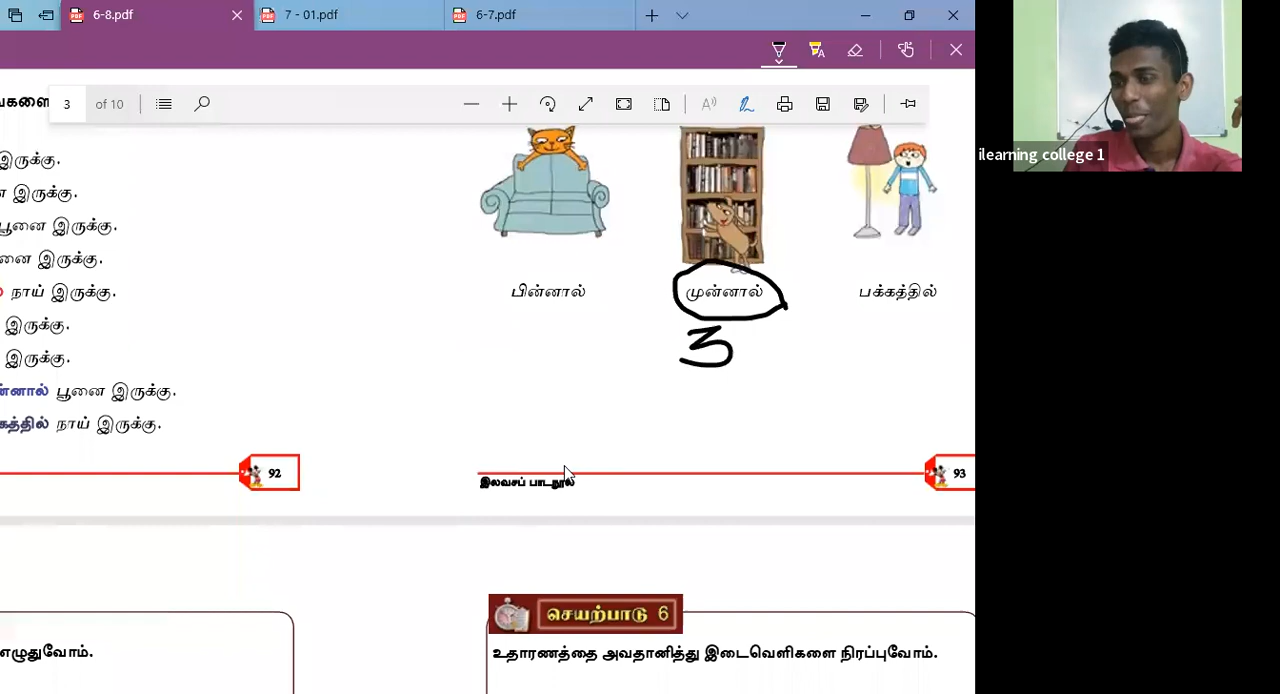 6-8.pdf
7 - 01.pdf
6-7.pdf
3 of 10
ilearning college 1
இருக்கு.
இருக்கு.
பூனை இருக்கு.
இருக்கு.
நாய் இருக்கு.
இருக்கு.
இருக்கு.
பூனை இருக்கு.
நாய் இருக்கு.
பின்னால்
முன்னால்
பக்கத்தில்
3
92
இலவசப் பாடநூல்
93
செயற்பாடு 6
எழுதுவோம்.
உதாரணத்தை அவதானித்து இடைவெளிகளை நிரப்புவோம்.